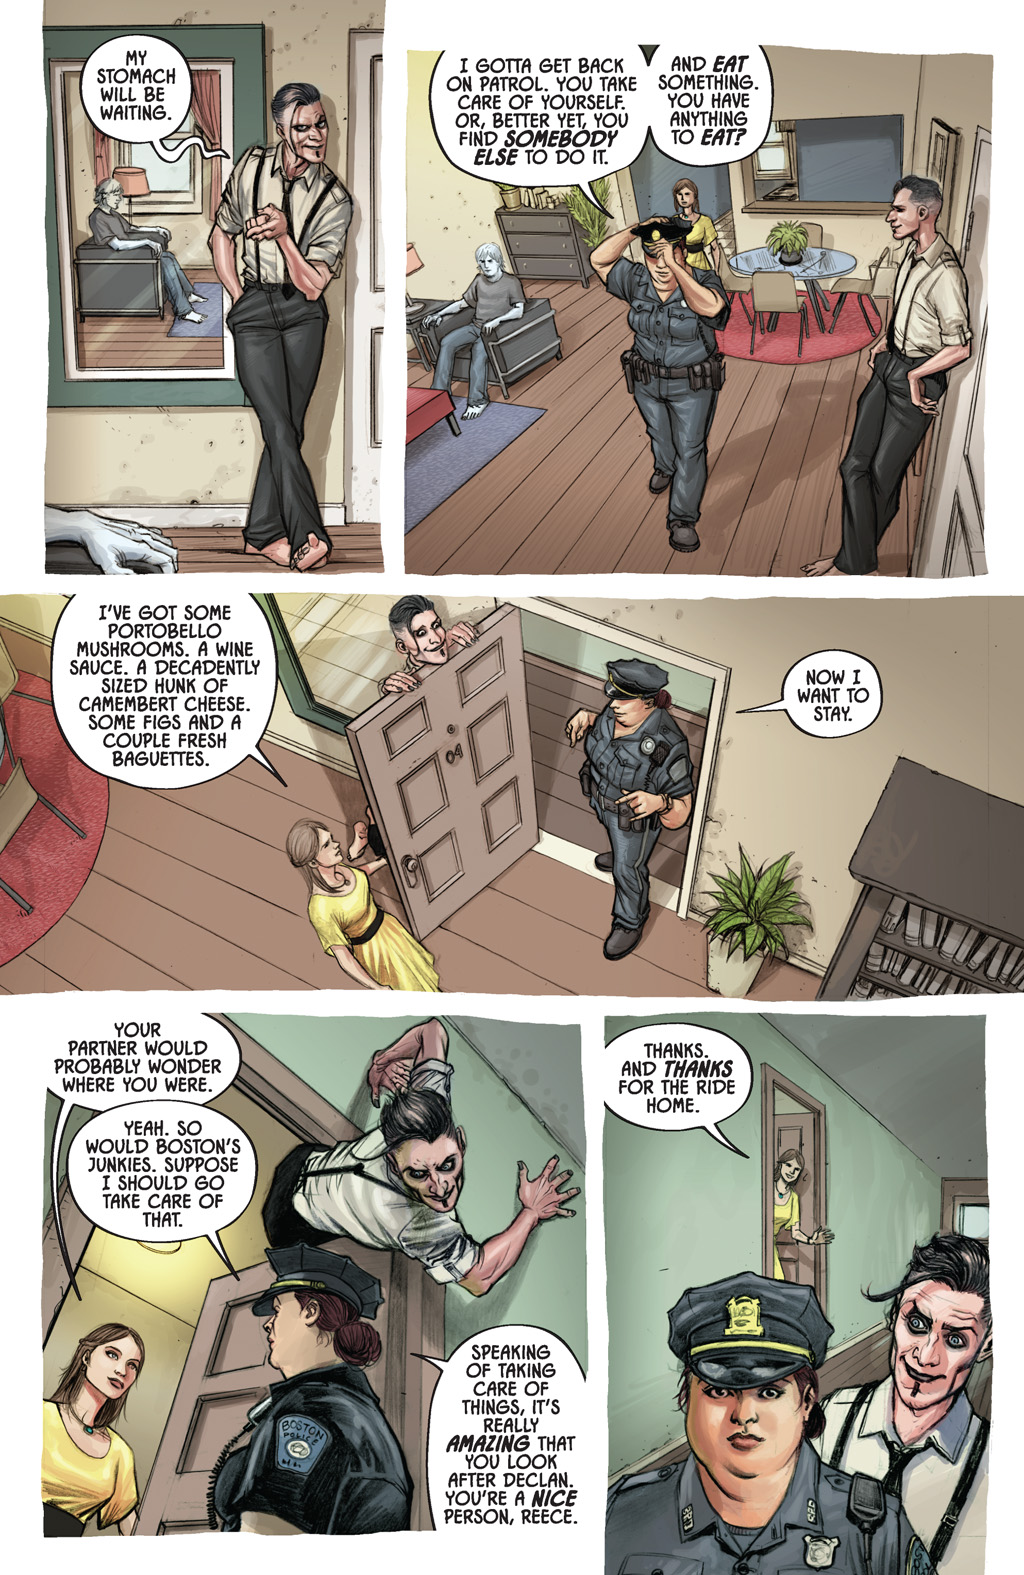 MY
STOMACH
WILL BE
WAITING.
I GOTTA GET BACK
ON PATROL. YOU TAKE
CARE OF YOURSELF.
OR, BETTER YET, YOU
FIND SOMEBODY
ELSE TO DO IT.
AND EAT
SOMETHING.
YOU HAVE
ANYTHING
TO EAT?
I'VE GOT SOME
PORTOBELLO
MUSHROOMS. A WINE
SAUCE. A DECADENTLY
SIZED HUNK OF
CAMEMBERT CHEESE.
SOME FIGS AND A
COUPLE FRESH
BAGUETTES.
04
NOW I
WANT TO
STAY.
YOUR
PARTNER WOULD
PROBABLY WONDER
WHERE YOU WERE.
YEAH. SO
WOULD BOSTON'S
JUNKIES. SUPPOSE
I SHOULD GO
TAKE CARE OF
THAT.
BOSTON
POLICE
SPEAKING
OF TAKING
CARE OF
THINGS, IT'S
REALLY
AMAZING THAT
YOU LOOK
AFTER DECLAN.
YOU'RE A NICE
PERSON, REECE.
THANKS.
AND THANKS
FOR THE RIDE
HOME.